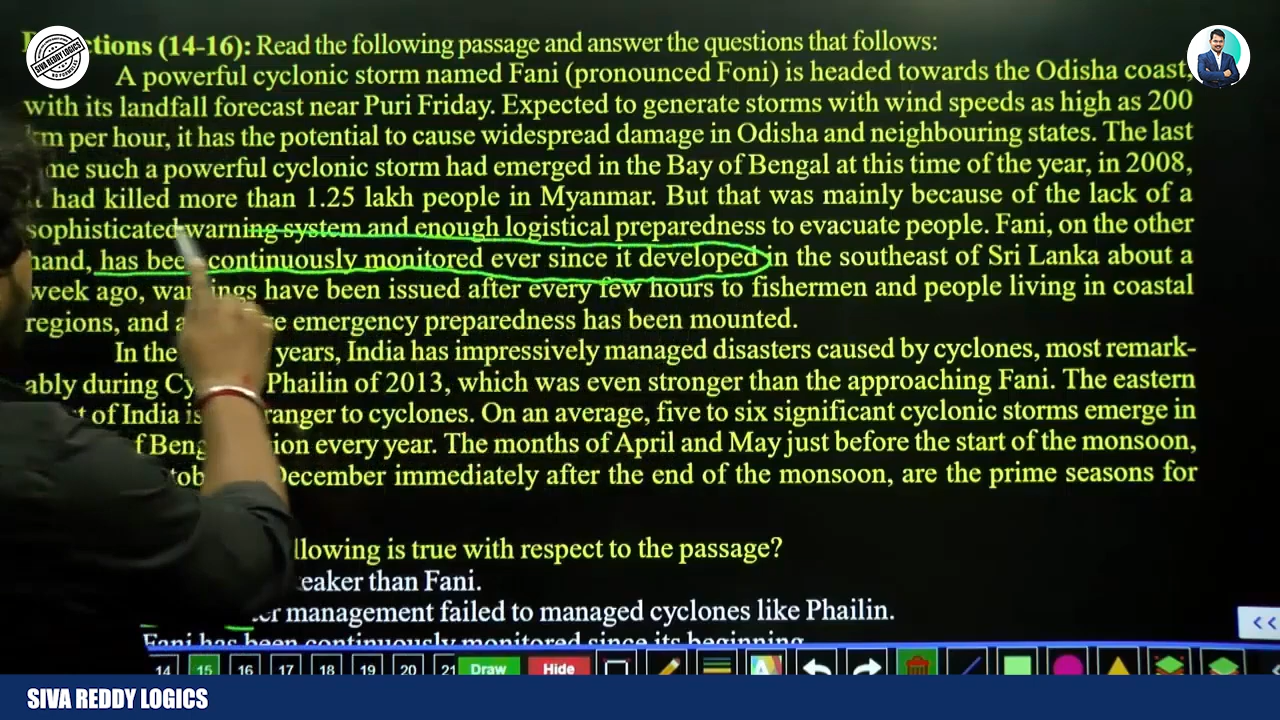 ctions (14-16): Read the following passage and answer the questions that follows:
A powerful cyclonic storm named Fani (pronounced Foni) is headed towards the Odisha coast,
with its landfall forecast near Puri Friday. Expected to generate storms with wind speeds as high as 200
km per hour, it has the potential to cause widespread damage in Odisha and neighbouring states. The last
me such a powerful cyclonic storm had emerged in the Bay of Bengal at this time of the year, in 2008,
it had killed more than 1.25 lakh people in Myanmar. But that was mainly because of the lack of a
sophisticated warning system and enough logistical preparedness to evacuate people. Fani, on the other
hand, has been continuously monitored ever since it developed in the southeast of Sri Lanka about a
week ago, warnings have been issued after every few hours to fishermen and people living in coastal
regions, and emergency preparedness has been mounted.
In the years, India has impressively managed disasters caused by cyclones, most remark-
ably during Cy Phailin of 2013, which was even stronger than the approaching Fani. The eastern
of India is ranger to cyclones. On an average, five to six significant cyclonic storms emerge in
f Beng ion every year. The months of April and May just before the start of the monsoon,
tob December immediately after the end of the monsoon, are the prime seasons for
llowing is true with respect to the passage?
eaker than Fani.
er management failed to managed cyclones like Phailin.
Fani has been continuously monitored since its beginning.
14 15 16 17 18 19 20 21 Draw Hide
<<
SIVA REDDY LOGICS
SIVA REDDY LOGICS